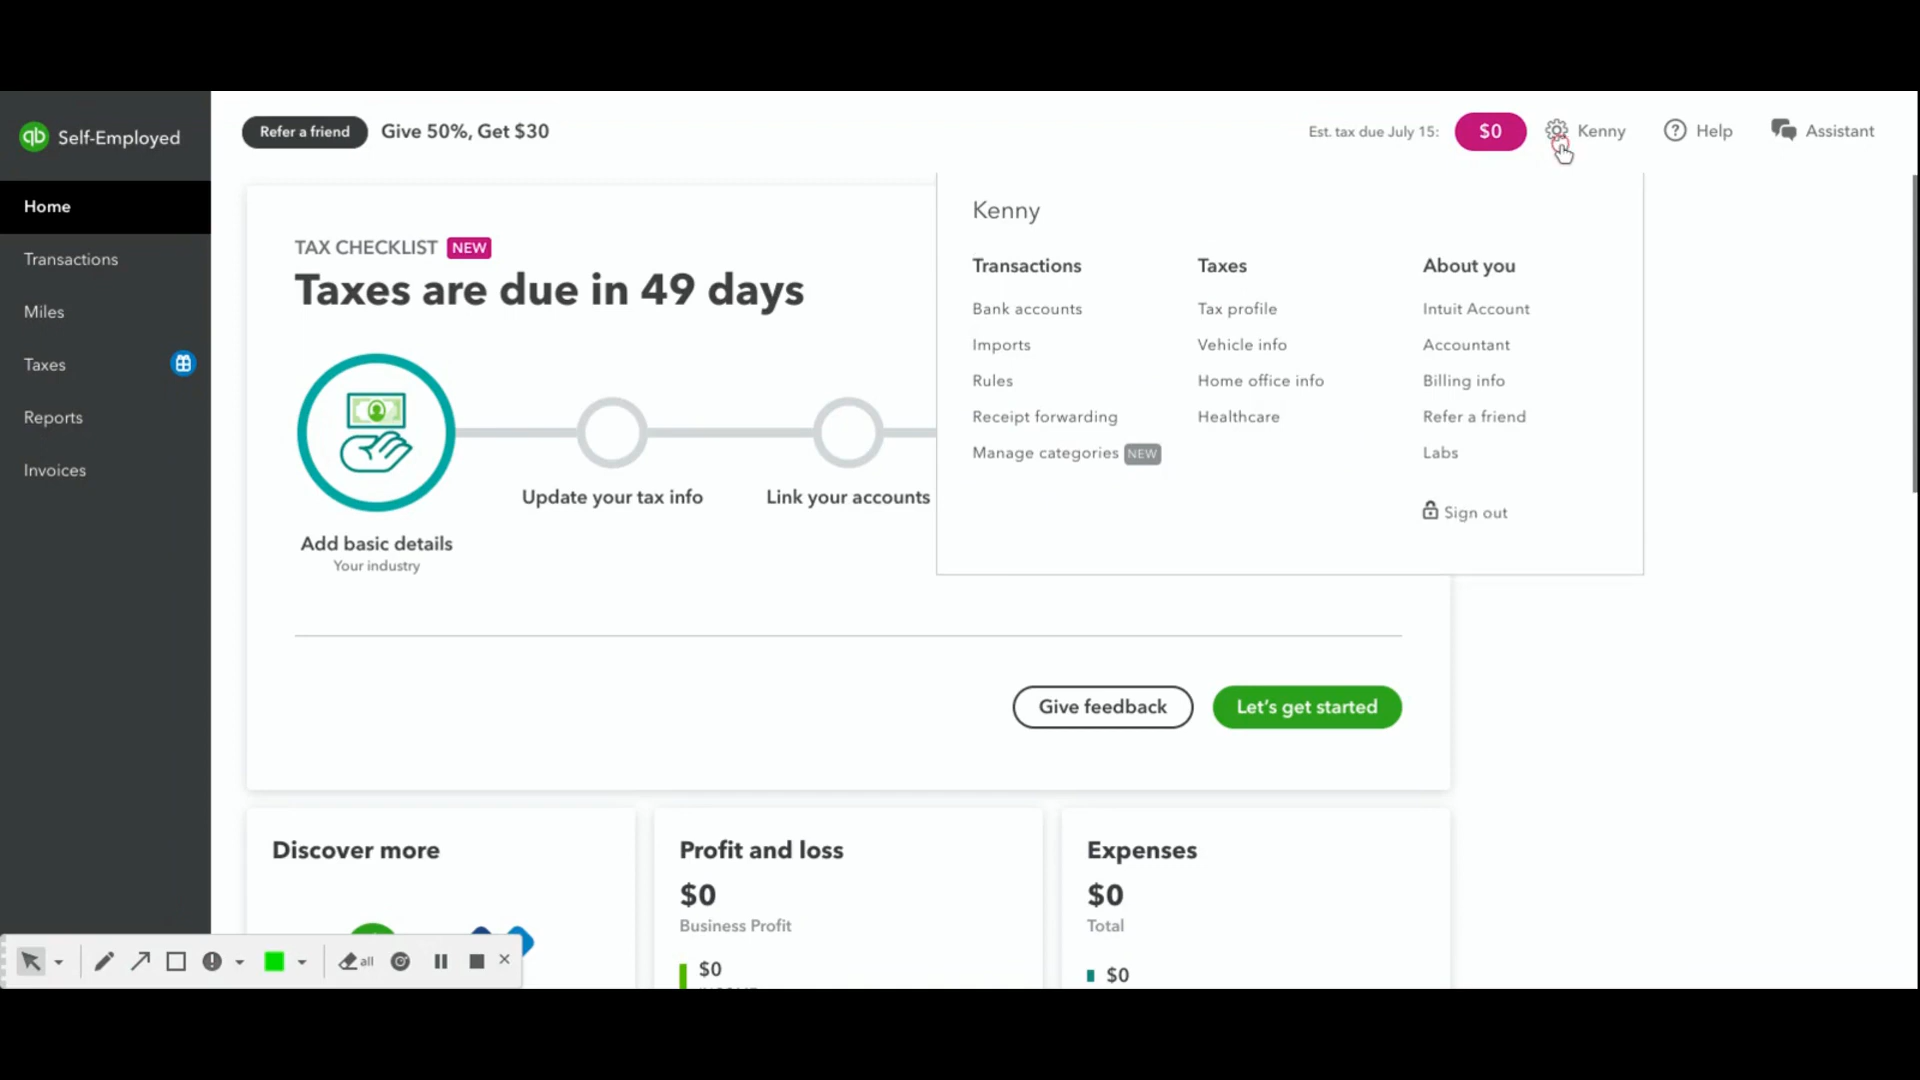 qb Self-Employed
Refer a friend Give 50%, Get $30
Est. tax due July 15: $0 Kenny Help Assistant
Home
Transactions
Miles
Taxes
Reports
Invoices
TAX CHECKLIST NEW
Taxes are due in 49 days
Add basic details
Your industry
Update your tax info
Link your accounts
Kenny
Transactions
Bank accounts
Imports
Rules
Receipt forwarding
Manage categories NEW
Taxes
Tax profile
Vehicle info
Home office info
Healthcare
About you
Intuit Account
Accountant
Billing info
Refer a friend
Labs
Sign out
Give feedback
Let's get started
Discover more
Profit and loss
$0
Business Profit
$0
Expenses
$0
Total
$0
all